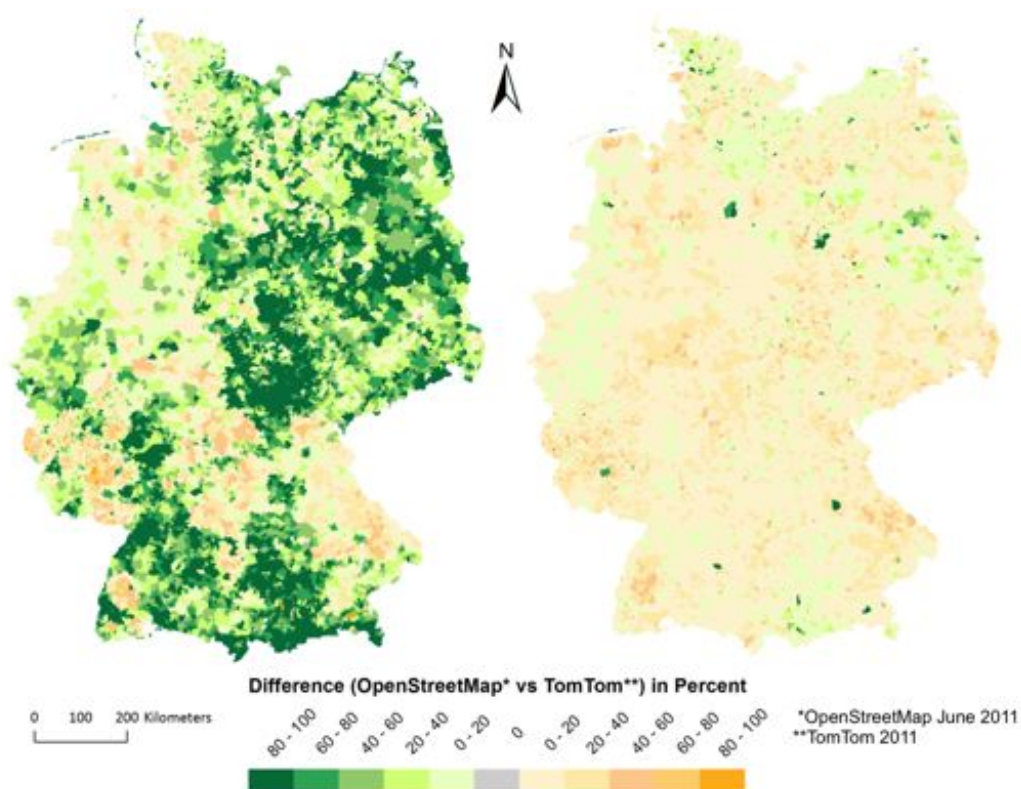 N
Difference (OpenStreetMap* vs TomTom**) in Percent
0 100 200 Kilometers
80 - 100 60 - 80 40 - 60 20 - 40 0 - 20 0 0 - 20 20 - 40 40 - 60 60 - 80 80 - 100
*OpenStreetMap June 2011
**TomTom 2011